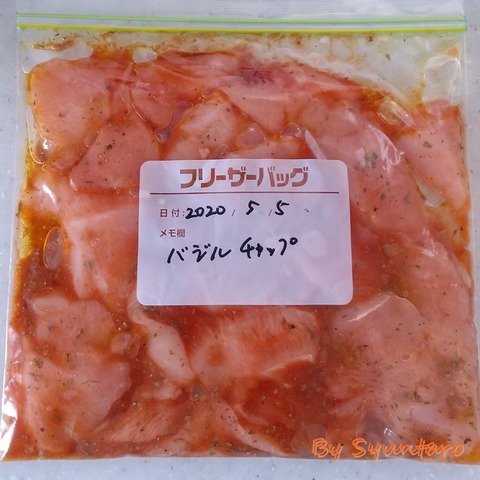 フリーザーバッグ
日付:2020/5/5
メモ欄
バジルチャップ
By Syuntaro